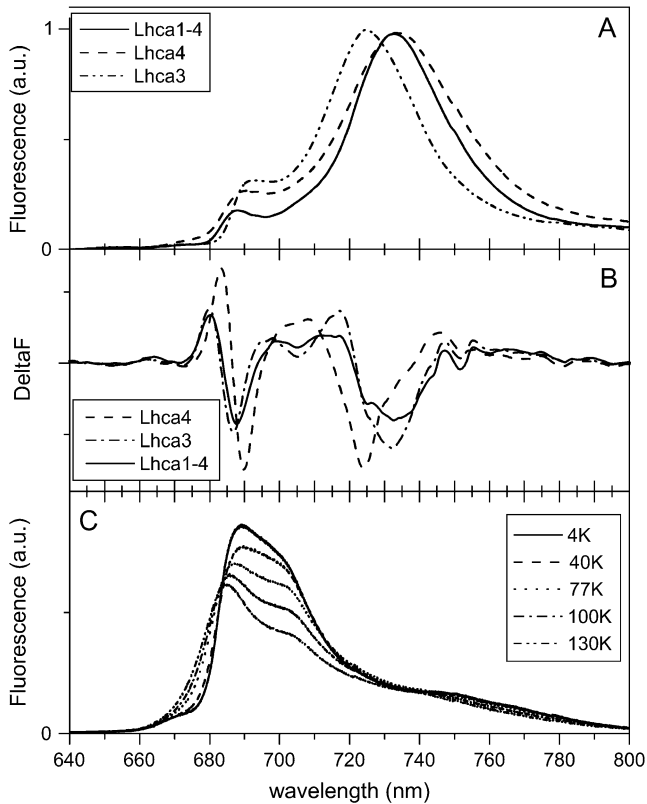 A
Fluorescence (a.u.)
1
0
Lhca1-4
Lhca4
Lhca3
B
DeltaF
Lhca4
Lhca3
Lhca1-4
C
Fluorescence (a.u.)
0
4K
40K
77K
100K
130K
640 660 680 700 720 740 760 780 800
wavelength (nm)